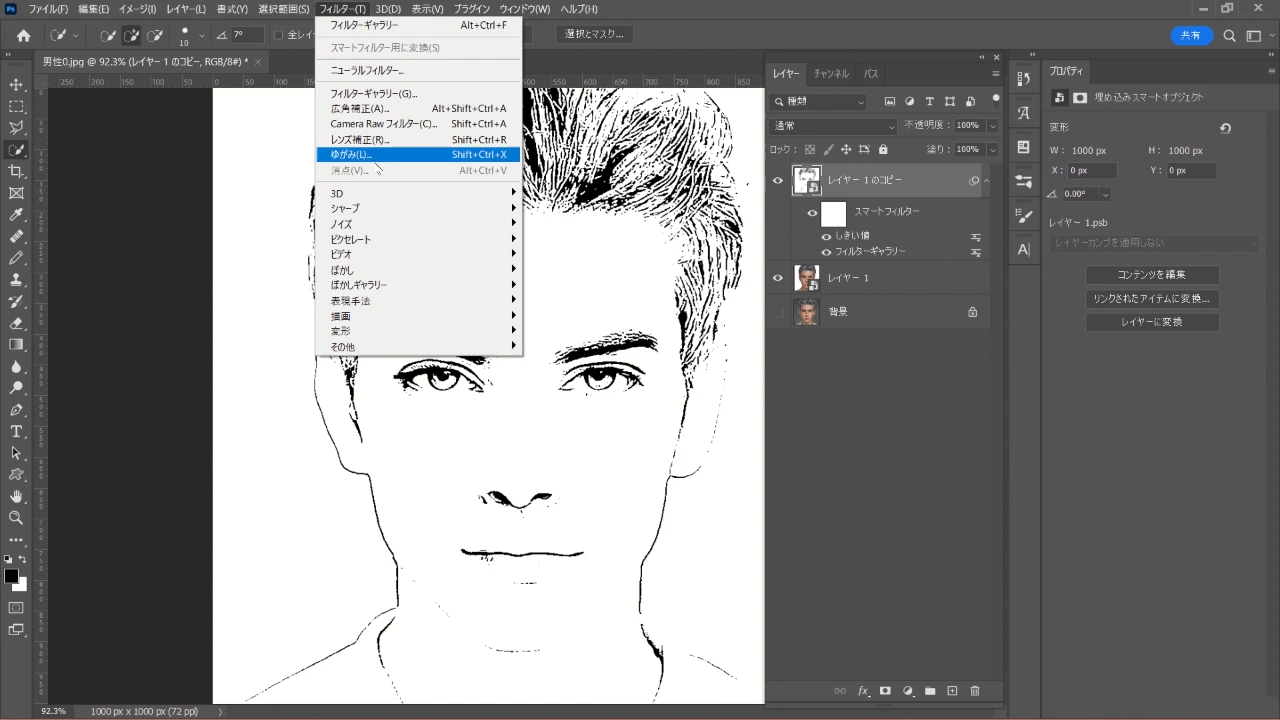 Ps ファイル(F) 編集(E) イメージ(I) レイヤー(L) 書式(Y) 選択範囲(S) フィルター(T) 3D(D) 表示(V) プラグイン ウィンドウ(W) ヘルプ(H)
10 7° 全レイ 選択とマスク...
共有
男性0.jpg @ 92.3% (レイヤー 1 のコピー, RGB/8#) *
250 200 150 500 550 600 650 700 750 800 850
フィルターギャラリー Alt+Ctrl+F
スマートフィルター用に変換(S)
ニューラルフィルター...
フィルターギャラリー(G)...
広角補正(A)... Alt+Shift+Ctrl+A
Camera Raw フィルター(C)... Shift+Ctrl+A
レンズ補正(R)... Shift+Ctrl+R
ゆがみ(L)... Shift+Ctrl+X
消点(V)... Alt+Ctrl+V
3D
シャープ
ノイズ
ピクセレート
ビデオ
ぼかし
ぼかしギャラリー
表現手法
描画
変形
その他
レイヤー チャンネル パス
種類
通常 不透明度: 100%
ロック: 塗り: 100%
レイヤー 1 のコピー
スマートフィルター
しきい値
フィルターギャラリー
レイヤー 1
背景
fx
プロパティ
埋め込みスマートオブジェクト
変形
W: 1000 px H: 1000 px
X: 0 px Y: 0 px
0.00°
レイヤー 1.psb
レイヤーカンプを適用しない
コンテンツを編集
リンクされたアイテムに変換...
レイヤーに変換
92.3% 1000 px x 1000 px (72 ppi)